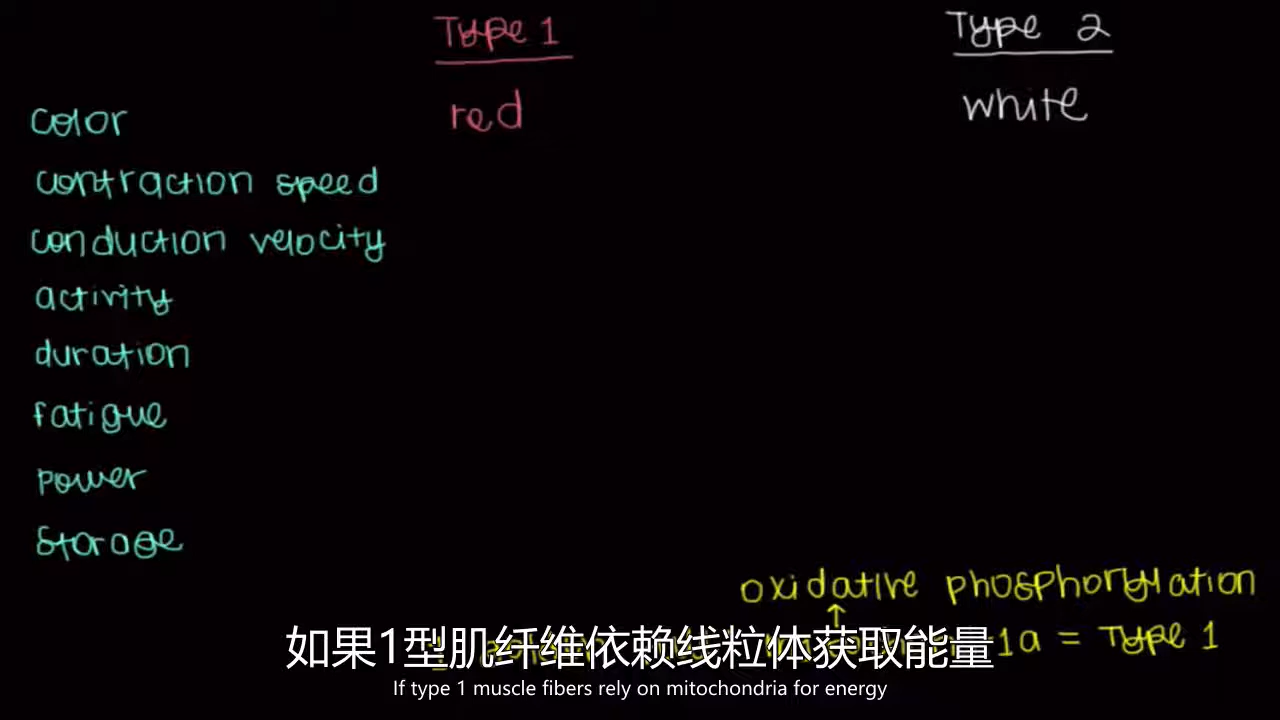 Type 1 Type 2
color red white
contraction speed
conduction velocity
activity
duration
fatigue
power
storage
oxidative phosphorylation
↑
1a = Type 1
如果1型肌纤维依赖线粒体获取能量
If type 1 muscle fibers rely on mitochondria for energy